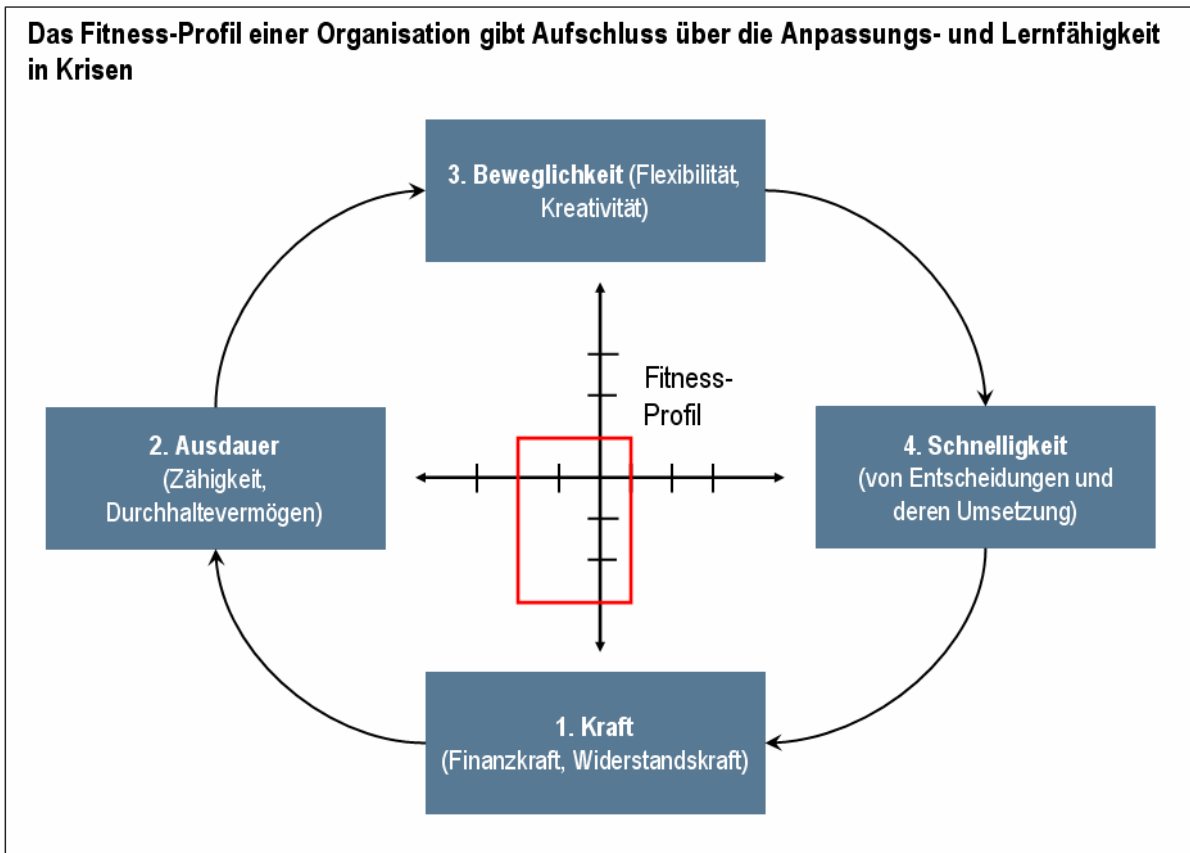 Das Fitness-Profil einer Organisation gibt Aufschluss über die Anpassungs- und Lernfähigkeit
in Krisen
3. Beweglichkeit (Flexibilität,
Kreativität)
Fitness-
Profil
2. Ausdauer
(Zähigkeit,
Durchhaltevermögen)
4. Schnelligkeit
(von Entscheidungen und
deren Umsetzung)
1. Kraft
(Finanzkraft, Widerstandskraft)